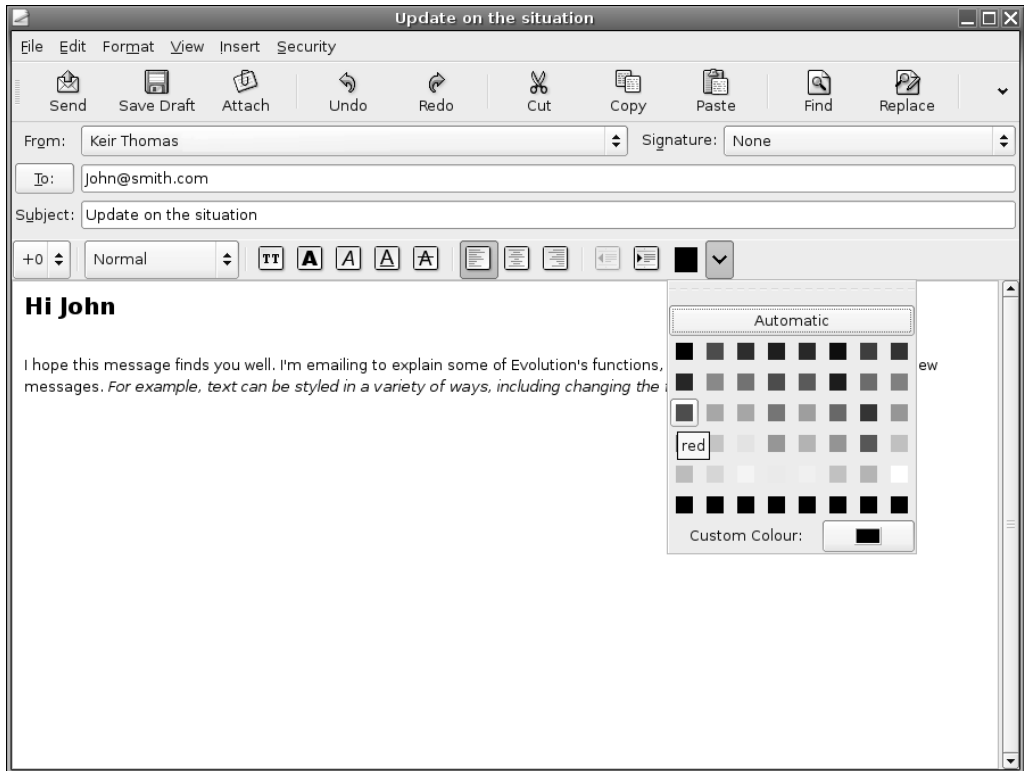 Update on the situation
File Edit Format View Insert Security
Send Save Draft Attach Undo Redo Cut Copy Paste Find Replace
From: Keir Thomas Signature: None
To: John@smith.com
Subject: Update on the situation
+0 Normal TT A A A A
Hi John
Automatic
I hope this message finds you well. I'm emailing to explain some of Evolution's functions, ew
messages. For example, text can be styled in a variety of ways, including changing the
red
Custom Colour: